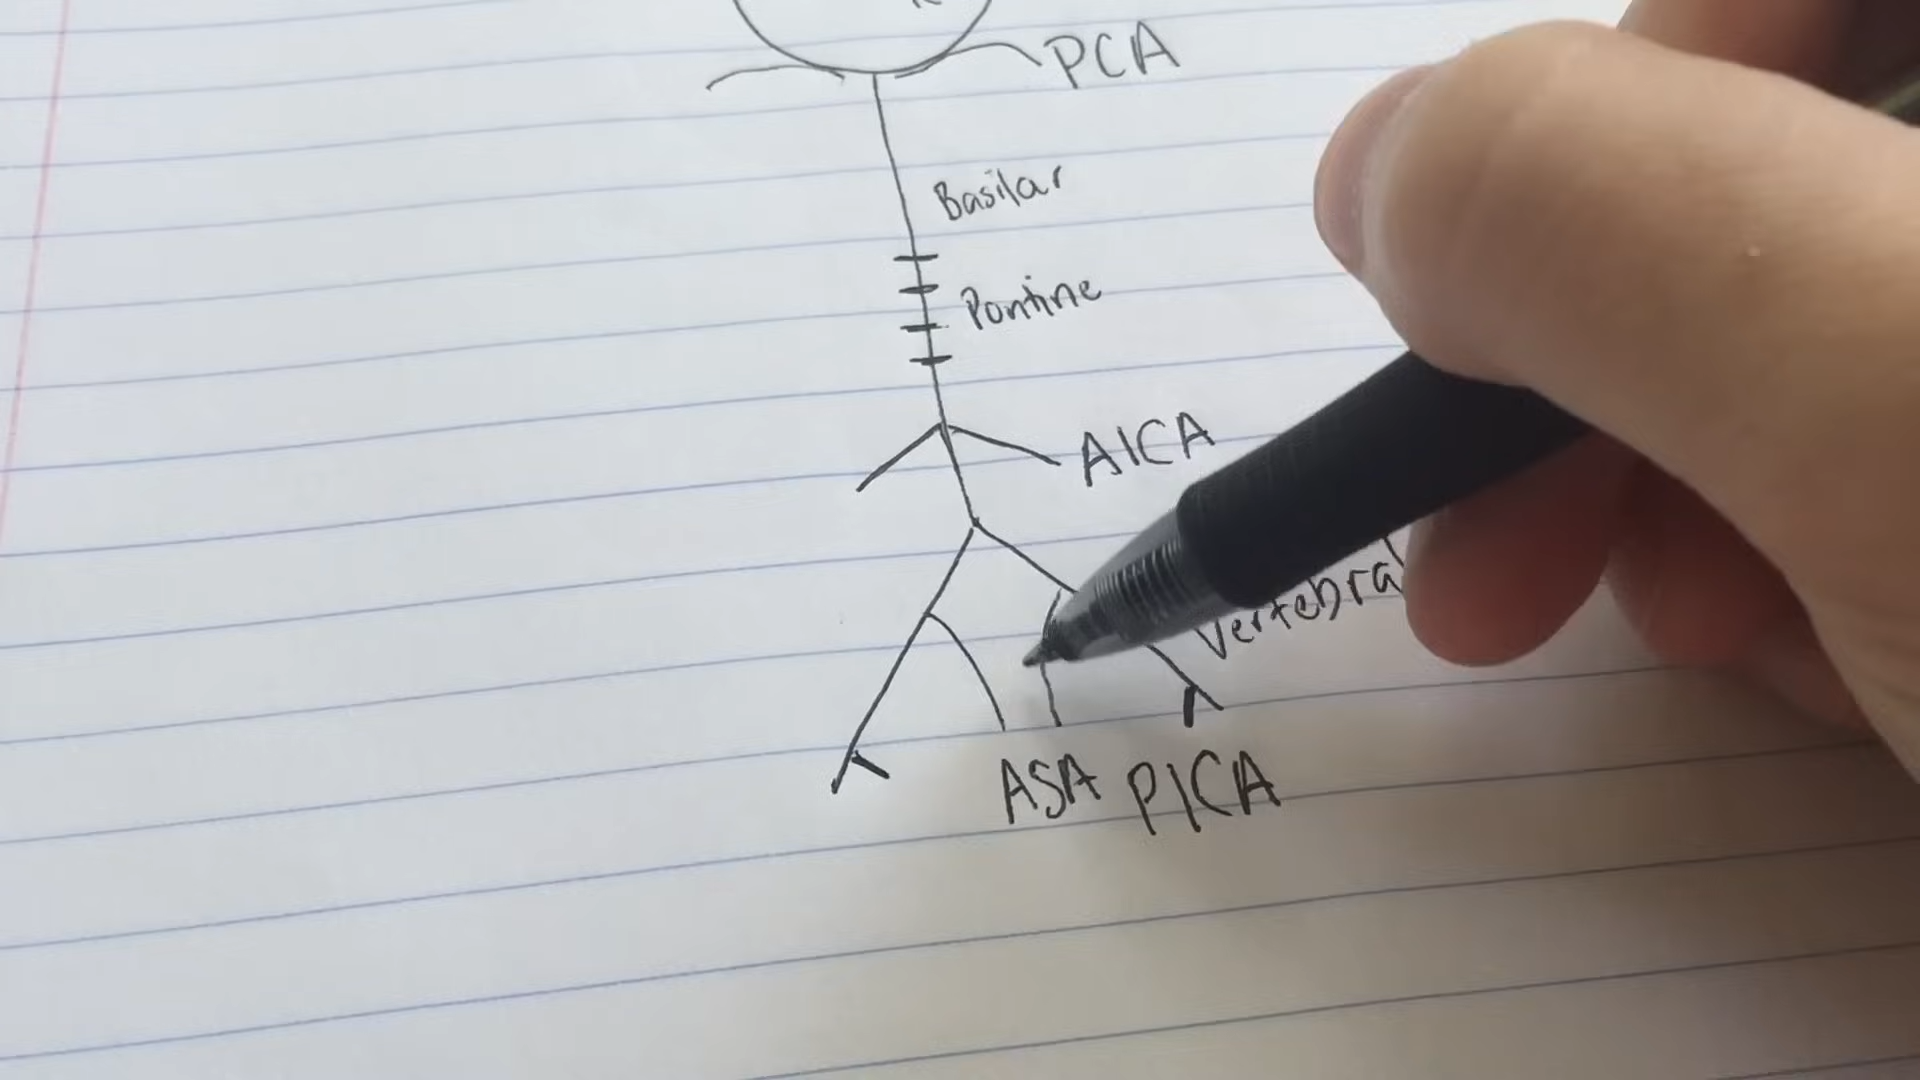 PCA
Basilar
Pontine
AICA
Vertebral
ASA PICA